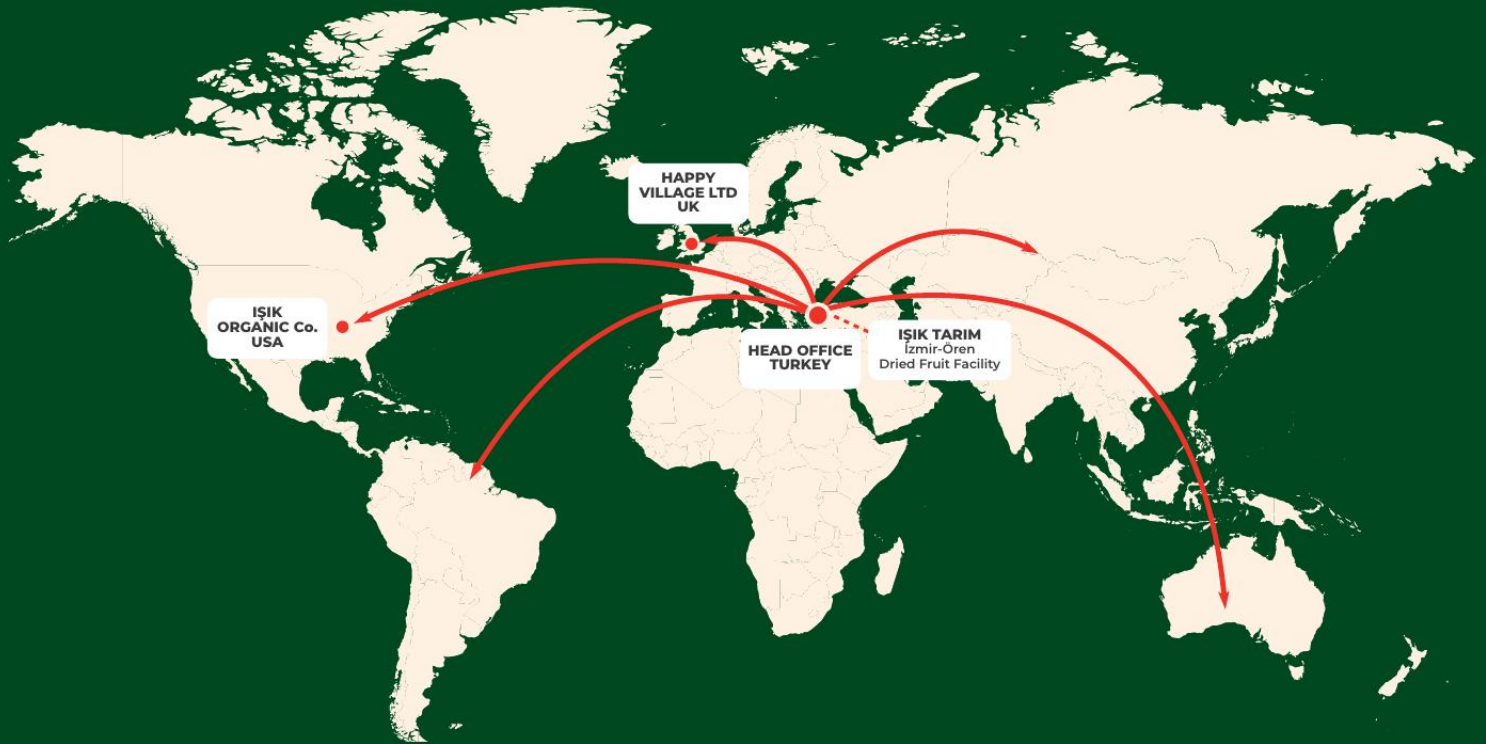 HAPPY
VILLAGE LTD
UK
IŞIK
ORGANIC Co.
USA
HEAD OFFICE
TURKEY
IŞIK TARIM
İzmir-Ören
Dried Fruit Facility